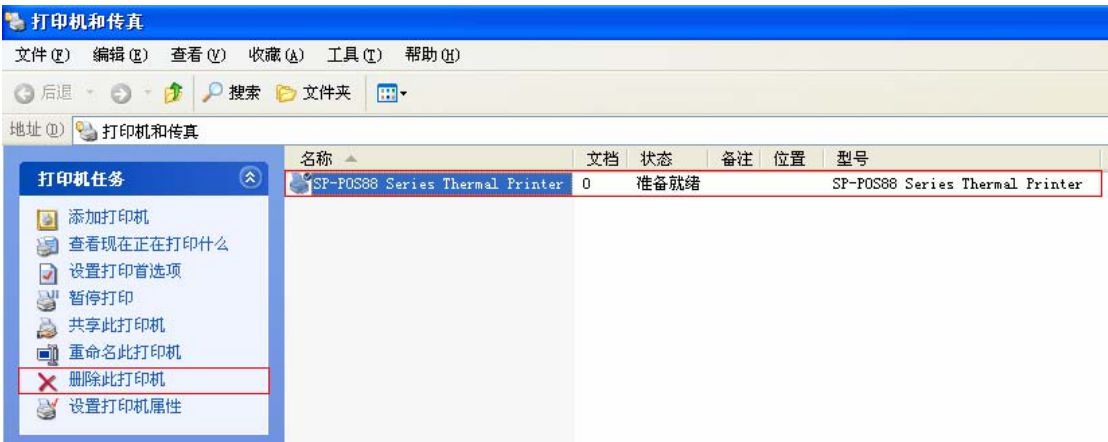 打印机和传真
文件(F) 编辑(E) 查看(V) 收藏(A) 工具(T) 帮助(H)
后退 搜索 文件夹
地址(D) 打印机和传真
打印机任务
添加打印机
查看现在正在打印什么
设置打印首选项
暂停打印
共享此打印机
重命名此打印机
删除此打印机
设置打印机属性
名称 文档 状态 备注 位置 型号
SP-POS88 Series Thermal Printer 0 准备就绪 SP-POS88 Series Thermal Printer